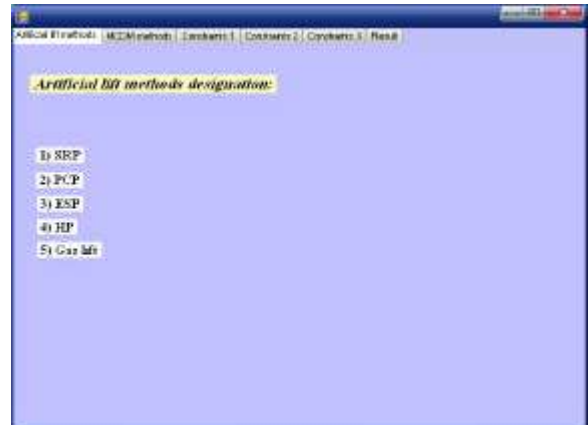 Artificial lift methods MCDM methods Constraints 1 Constraints 2 Constraints 3 Result
Artificial lift methods designation:
1) SRP
2) PCP
3) ESP
4) HP
5) Gas lift